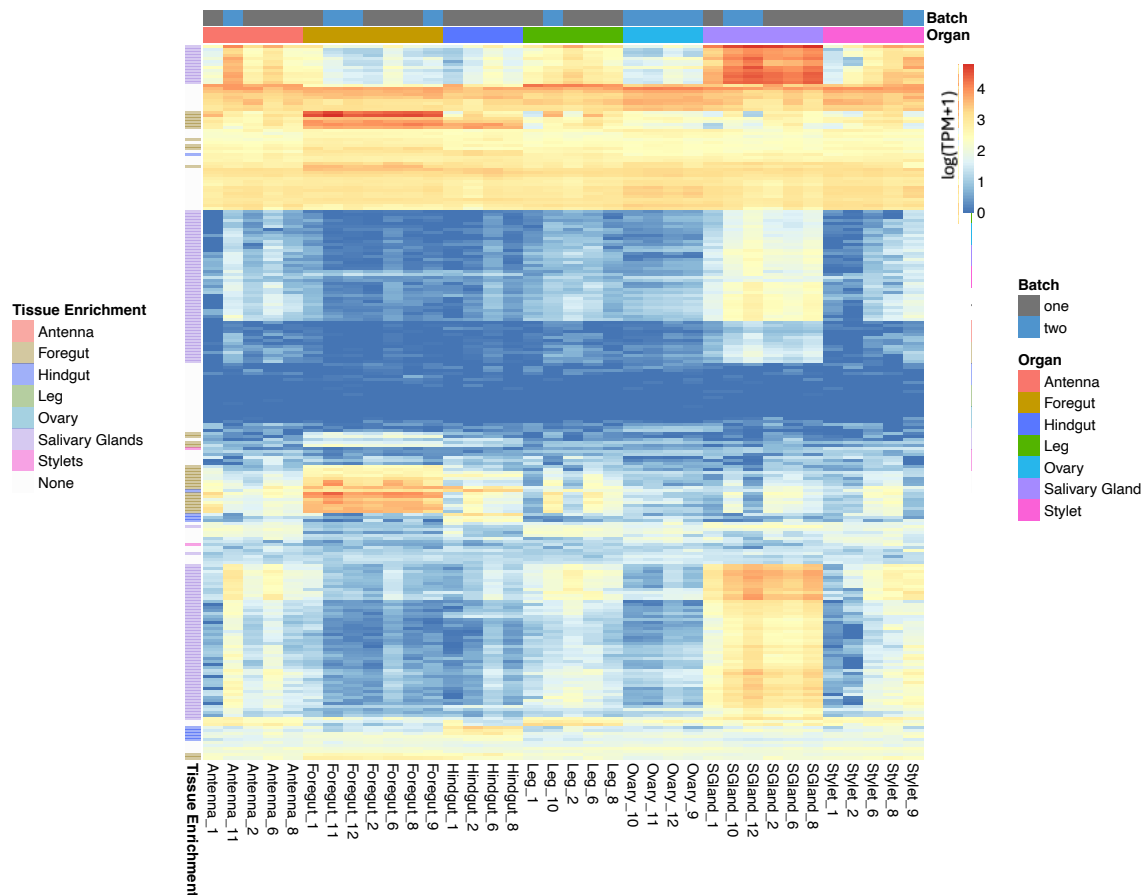 Batch
Organ
log(TPM+1)
4
3
2
1
0
Tissue Enrichment
Antenna
Foregut
Hindgut
Leg
Ovary
Salivary Glands
Stylets
None
Batch
one
two
Organ
Antenna
Foregut
Hindgut
Leg
Ovary
Salivary Gland
Stylet
Tissue Enrichment
Antenna_1
Antenna_11
Antenna_2
Antenna_6
Antenna_8
Foregut_1
Foregut_11
Foregut_12
Foregut_2
Foregut_6
Foregut_8
Foregut_9
Hindgut_1
Hindgut_2
Hindgut_6
Hindgut_8
Leg_1
Leg_10
Leg_2
Leg_6
Leg_8
Ovary_10
Ovary_11
Ovary_12
Ovary_9
SGland_1
SGland_10
SGland_12
SGland_2
SGland_6
SGland_8
Stylet_1
Stylet_2
Stylet_6
Stylet_8
Stylet_9